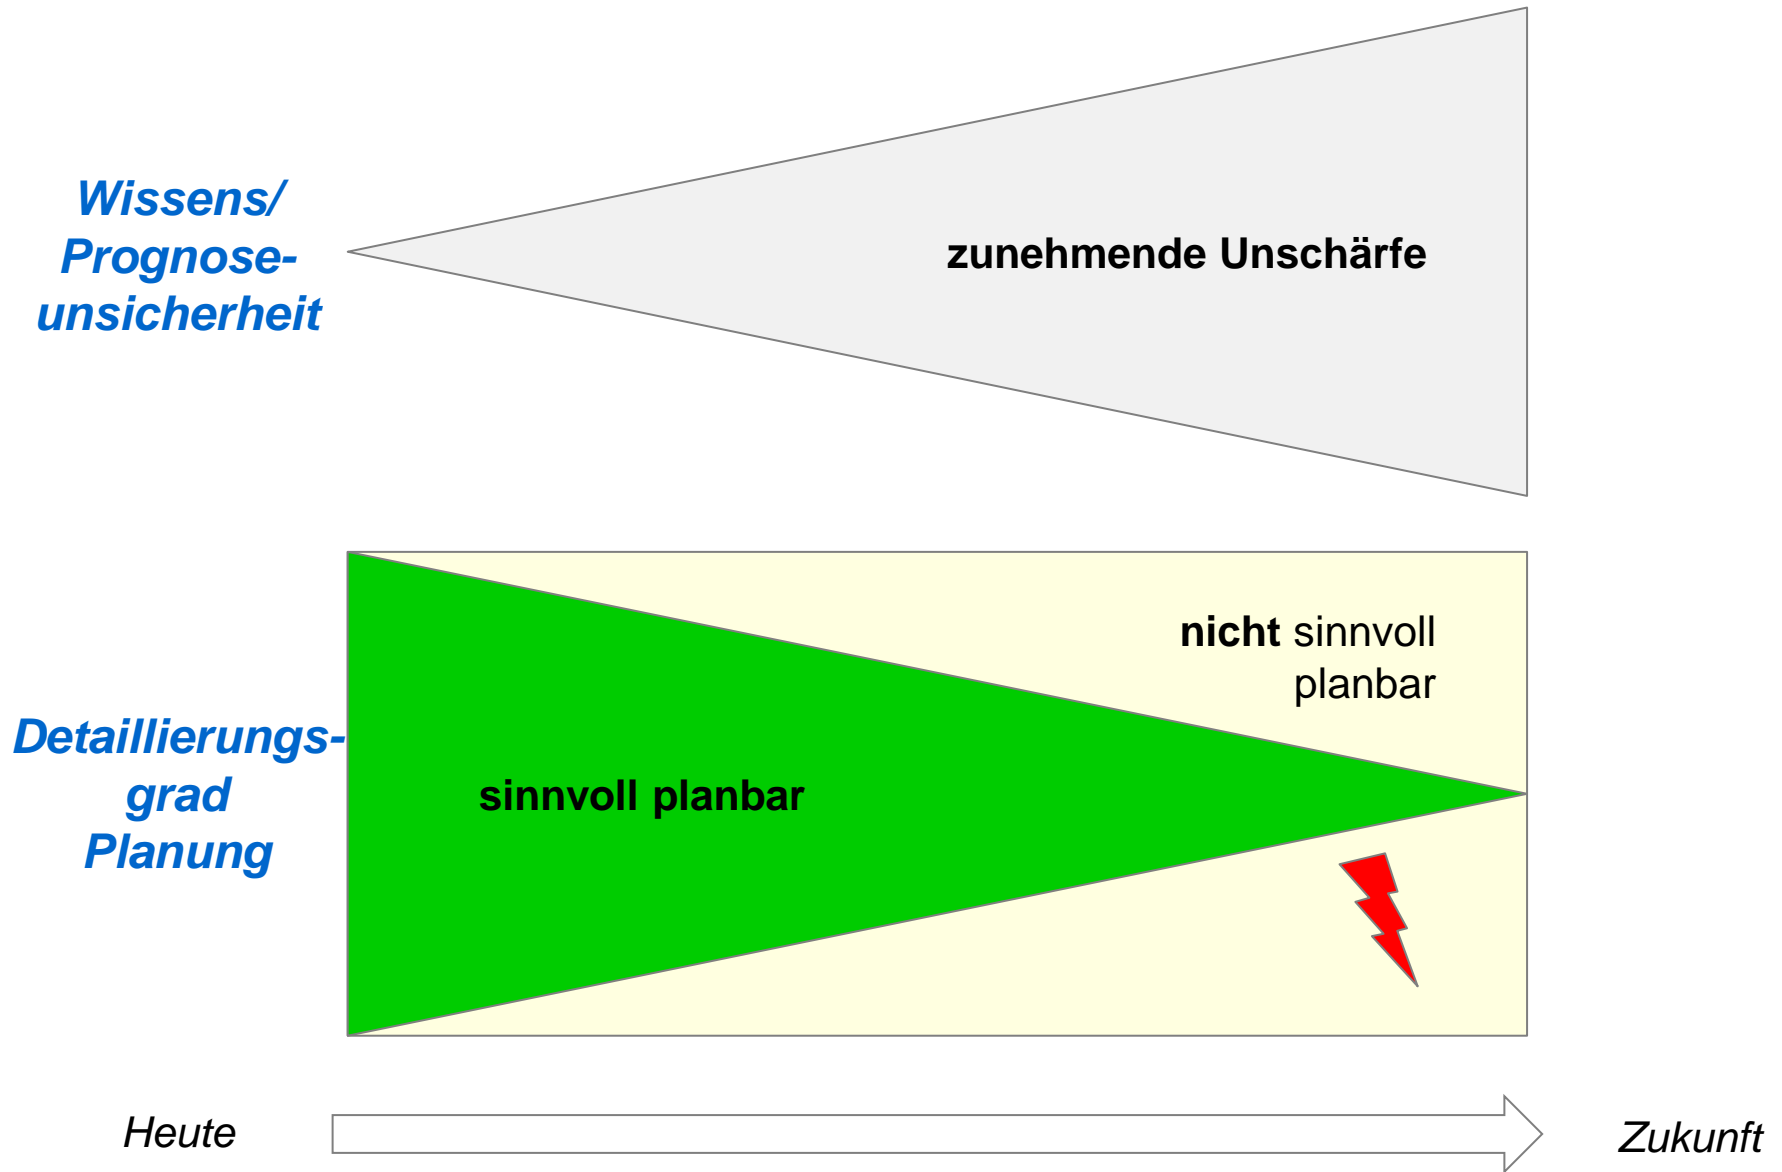 Wissens/
Prognose-
unsicherheit
zunehmende Unschärfe
nicht sinnvoll
planbar
Detaillierungs-
grad
Planung
sinnvoll planbar
Heute
Zukunft